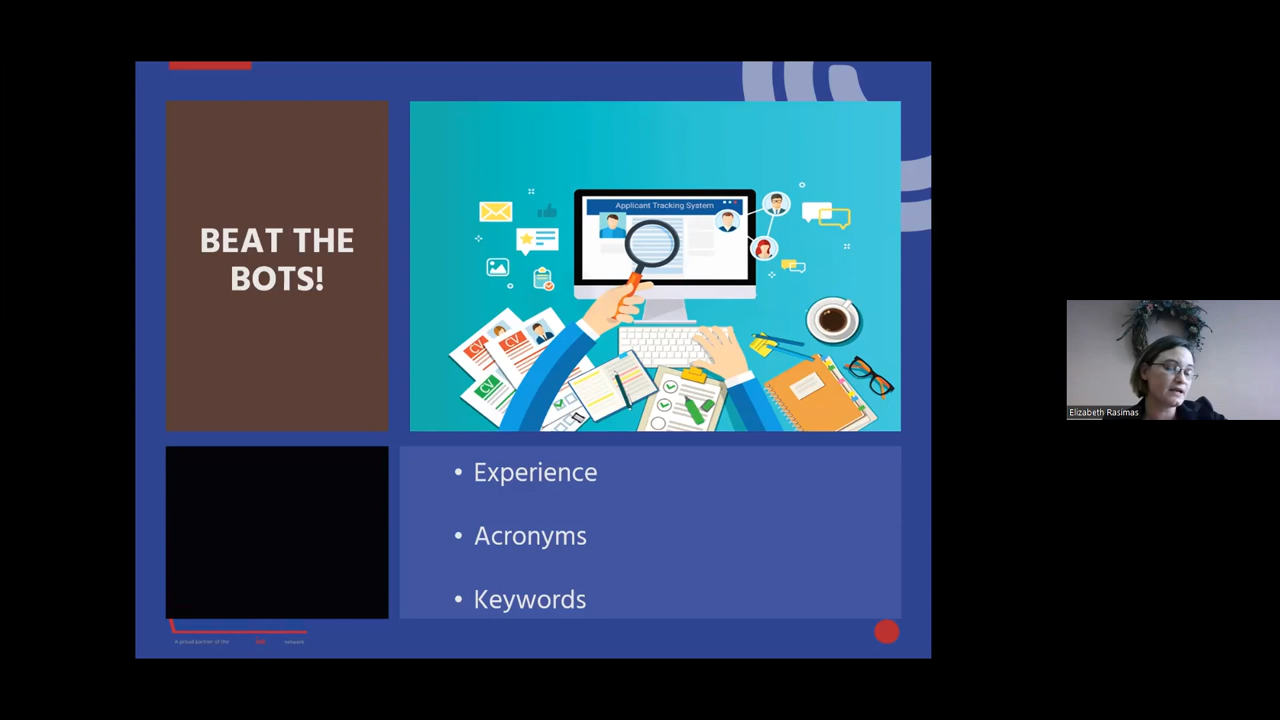 BEAT THE
BOTS!
Applicant Tracking System
CV
CV
CV
• Experience
• Acronyms
• Keywords
A proud partner of the
network
Elizabeth Rasimas